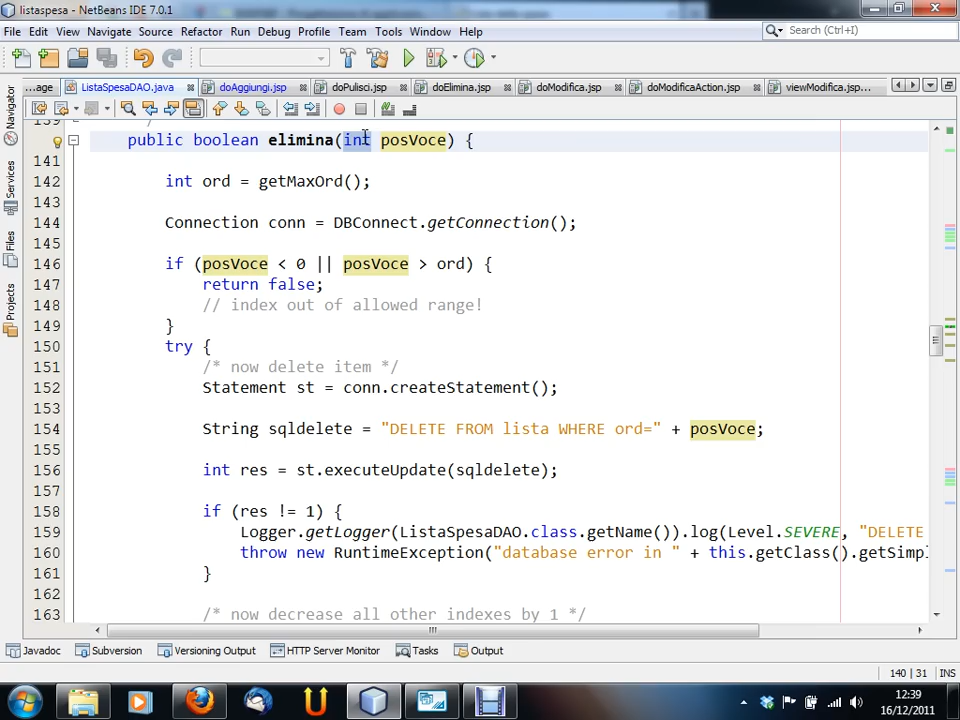 listaspesa - NetBeans IDE 7.0.1
File Edit View Navigate Source Refactor Run Debug Profile Team Tools Window Help
Search (Ctrl+I)
...age ListaSpesaDAO.java doAggiungi.jsp doPulisci.jsp doElimina.jsp doModifica.jsp doModificaAction.jsp viewModifica.jsp...
Navigator
Services
Files
Projects
139
public boolean elimina(int posVoce) {
141
142 int ord = getMaxOrd();
143
144 Connection conn = DBConnect.getConnection();
145
146 if (posVoce < 0 || posVoce > ord) {
147 return false;
148 // index out of allowed range!
149 }
150 try {
151 /* now delete item */
152 Statement st = conn.createStatement();
153
154 String sqldelete = "DELETE FROM lista WHERE ord=" + posVoce;
155
156 int res = st.executeUpdate(sqldelete);
157
158 if (res != 1) {
159 Logger.getLogger(ListaSpesaDAO.class.getName()).log(Level.SEVERE, "DELETE
160 throw new RuntimeException("database error in " + this.getClass().getSimpl
161 }
162
163 /* now decrease all other indexes by 1 */
Javadoc Subversion Versioning Output HTTP Server Monitor Tasks Output
140 | 31 INS
12:39
16/12/2011